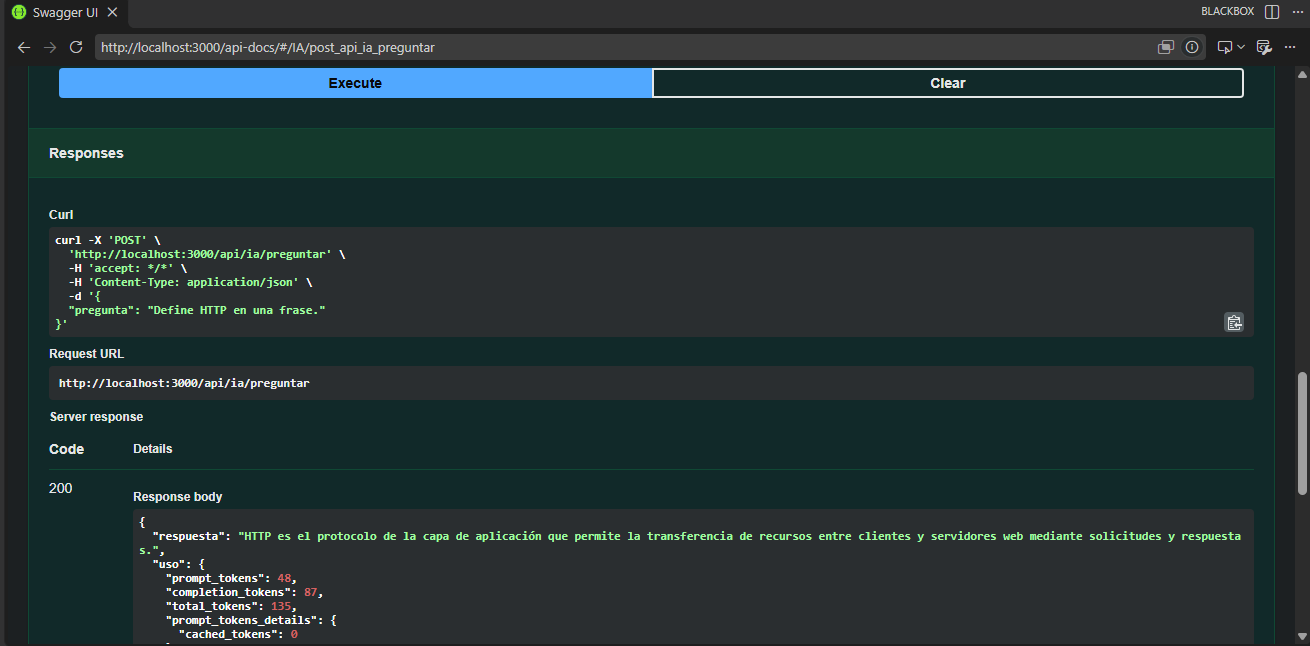 Swagger UI
BLACKBOX
http://localhost:3000/api-docs/#/IA/post_api_ia_preguntar
Execute
Clear
Responses
Curl
curl -X 'POST' \
'http://localhost:3000/api/ia/preguntar' \
-H 'accept: */*' \
-H 'Content-Type: application/json' \
-d '{
"pregunta": "Define HTTP en una frase."
}'
Request URL
http://localhost:3000/api/ia/preguntar
Server response
Code
Details
200
Response body
{
"respuesta": "HTTP es el protocolo de la capa de aplicación que permite la transferencia de recursos entre clientes y servidores web mediante solicitudes y respuesta
s.",
"uso": {
"prompt_tokens": 48,
"completion_tokens": 87,
"total_tokens": 135,
"prompt_tokens_details": {
"cached_tokens": 0